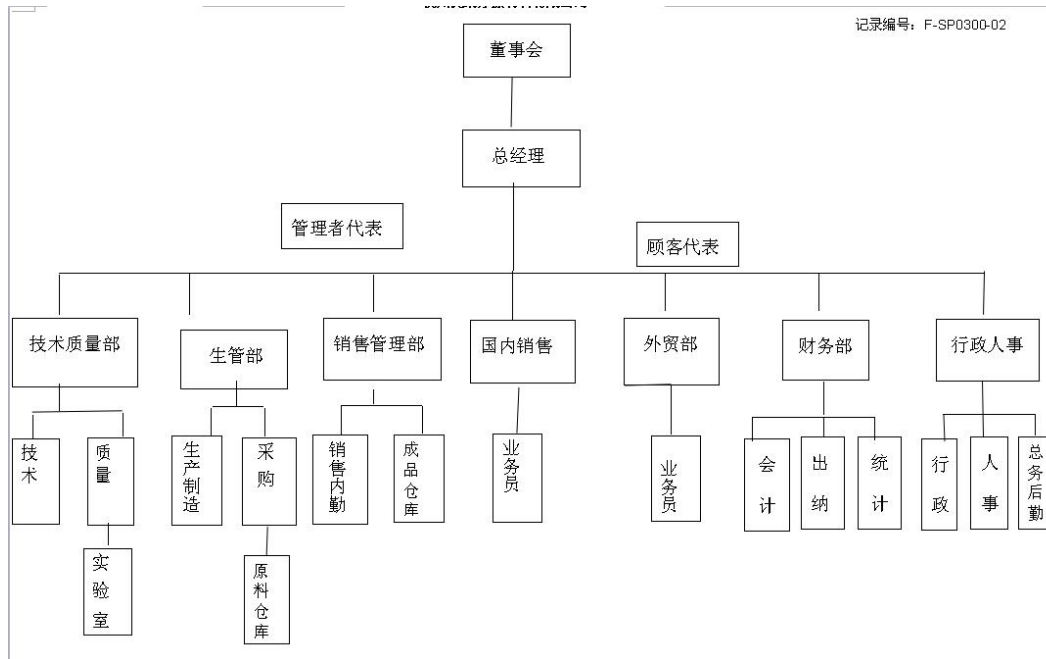 记录编号：F-SP0300-02
董事会
总经理
管理者代表
顾客代表
技术质量部
生管部
销售管理部
国内销售
外贸部
财务部
行政人事
技术
质量
生产制造
采购
销售内勤
成品仓库
业务员
业务员
会计
出纳
统计
行政
人事
总务后勤
实验室
原料仓库